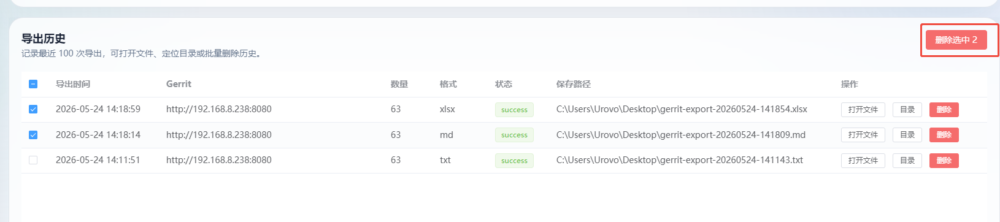 导出历史
删除选中 2
记录最近 100 次导出，可打开文件、定位目录或批量删除历史。
导出时间 Gerrit 数量 格式 状态 保存路径 操作
2026-05-24 14:18:59 http://192.168.8.238:8080 63 xlsx success C:\Users\Urovo\Desktop\gerrit-export-20260524-141854.xlsx 打开文件 目录 删除
2026-05-24 14:18:14 http://192.168.8.238:8080 63 md success C:\Users\Urovo\Desktop\gerrit-export-20260524-141809.md 打开文件 目录 删除
2026-05-24 14:11:51 http://192.168.8.238:8080 63 txt success C:\Users\Urovo\Desktop\gerrit-export-20260524-141143.txt 打开文件 目录 删除